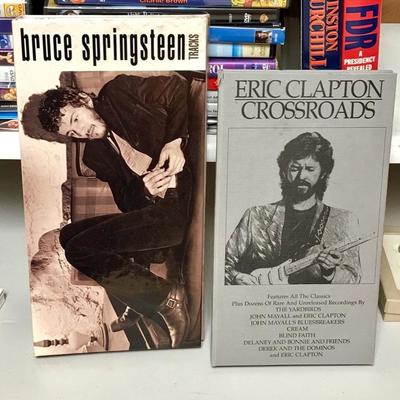 bruce springsteen
TRACKS
ERIC CLAPTON
CROSSROADS
Features All The Classics
Plus Dozens Of Rare And Unreleased Recordings By
THE YARDBIRDS
JOHN MAYALL and ERIC CLAPTON
JOHN MAYALL'S BLUESBREAKERS
CREAM
BLIND FAITH
DELANEY AND BONNIE AND FRIENDS
DEREK AND THE DOMINOS
and ERIC CLAPTON
Charlie Brown
WINSTON
CHURCHILL
FDR
A
PRESIDENCY
REVEALED